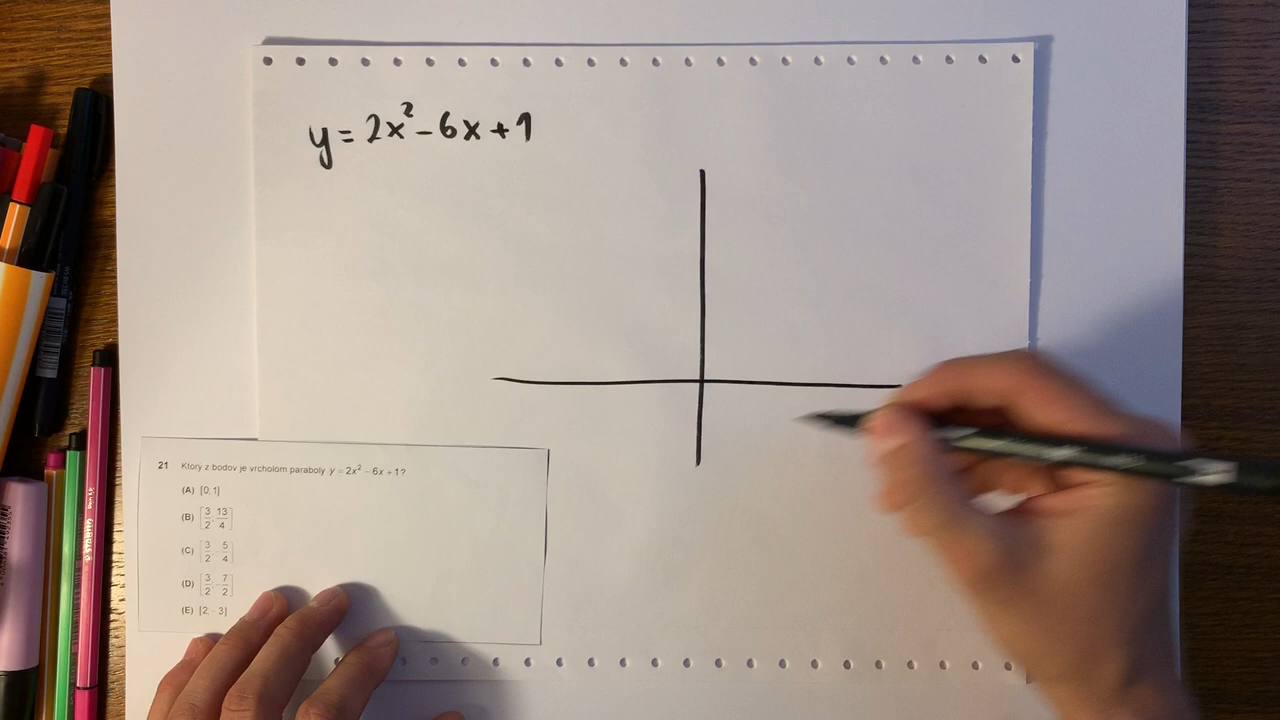 y = 2x² - 6x + 1
21 Ktorý z bodov je vrcholom paraboly y = 2x² - 6x + 1?
(A) [0; 1]
(B) [3/2; 13/4]
(C) [3/2; -5/4]
(D) [3/2; -7/2]
(E) [2; -3]
STABILO